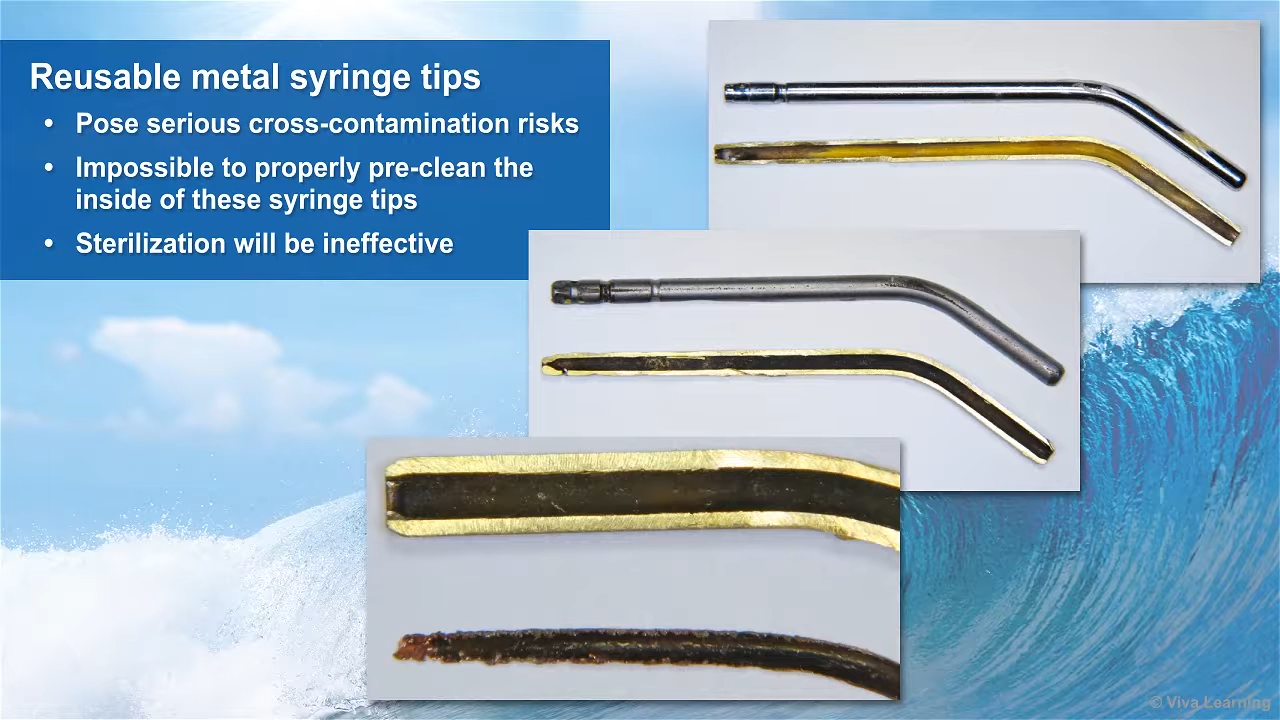 Reusable metal syringe tips
• Pose serious cross-contamination risks
• Impossible to properly pre-clean the
inside of these syringe tips
• Sterilization will be ineffective
© Viva Learning